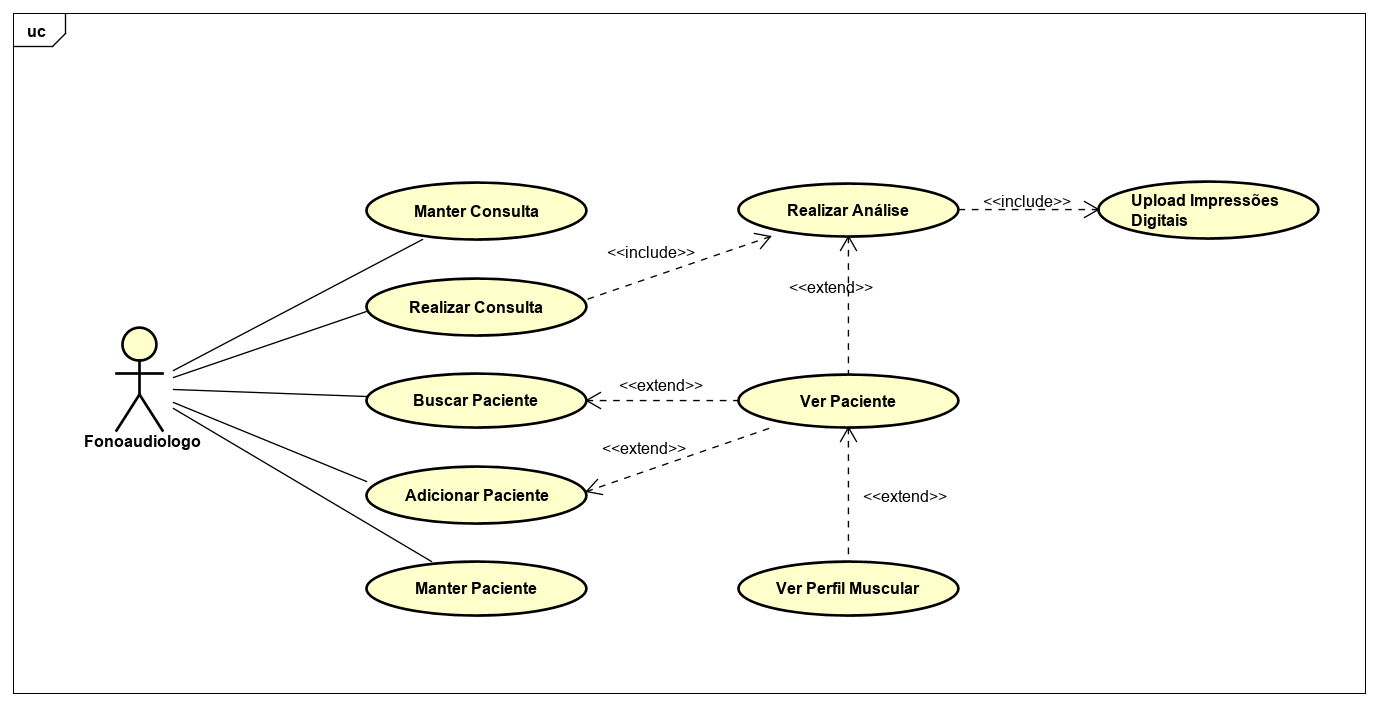 uc
Manter Consulta
Realizar Análise
<<include>>
Upload Impressões
Digitais
<<include>>
Realizar Consulta
<<extend>>
<<extend>>
Buscar Paciente
Ver Paciente
Fonoaudiologo
<<extend>>
Adicionar Paciente
<<extend>>
Manter Paciente
Ver Perfil Muscular